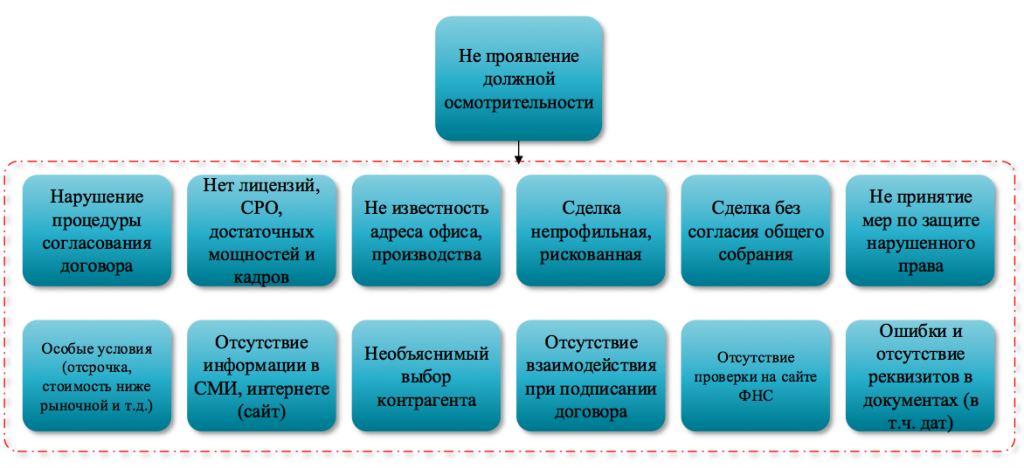 Не проявление
должной
осмотрительности
Нарушение
процедуры
согласования
договора
Нет лицензий,
СРО,
достаточных
мощностей и
кадров
Не известность
адреса офиса,
производства
Сделка
непрофильная,
рискованная
Сделка без
согласия общего
собрания
Не принятие
мер по защите
нарушенного
права
Особые условия
(отсрочка,
стоимость ниже
рыночной и т.д.)
Отсутствие
информации в
СМИ, интернете
(сайт)
Необъяснимый
выбор
контрагента
Отсутствие
взаимодействия
при подписании
договора
Отсутствие
проверки на сайте
ФНС
Ошибки и
отсутствие
реквизитов в
документах (в
т.ч. дат)